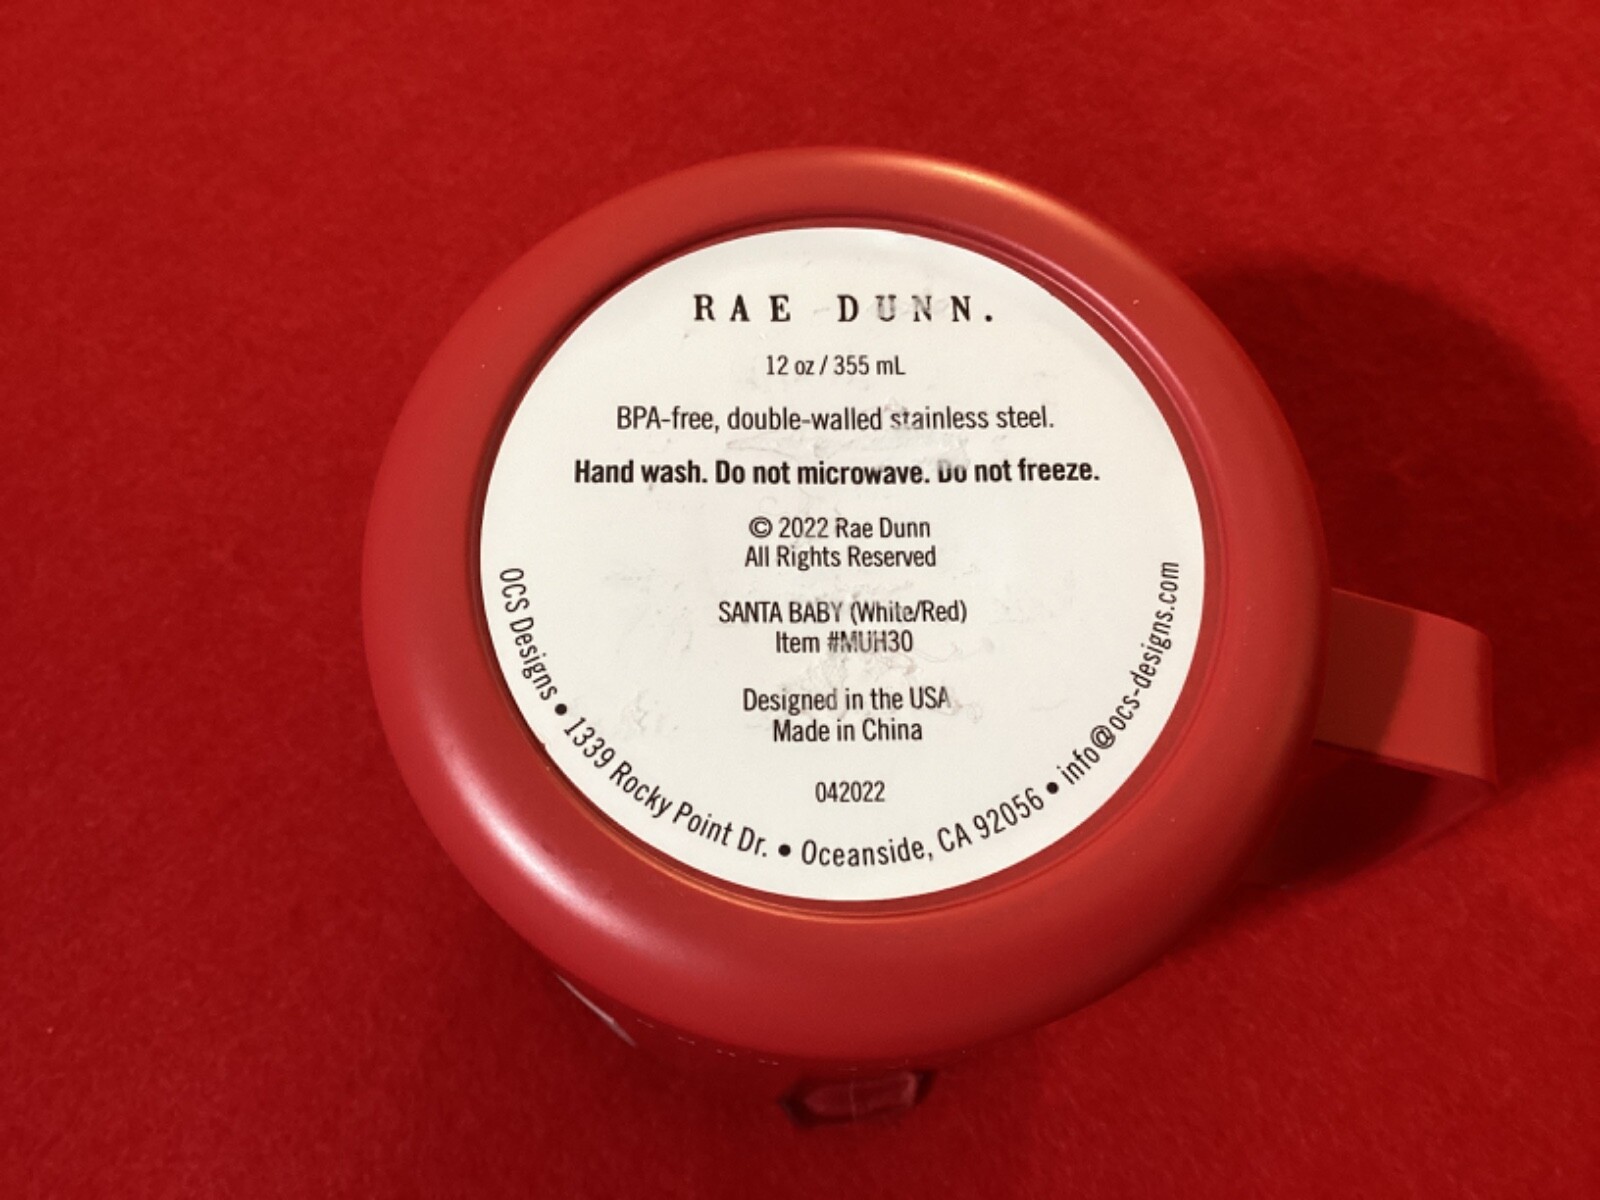 RAE DUNN.
12 oz / 355 mL
BPA-free, double-walled stainless steel.
Hand wash. Do not microwave. Do not freeze.
© 2022 Rae Dunn
All Rights Reserved
SANTA BABY (White/Red)
Item #MUH30
Designed in the USA
Made in China
042022
OCS Designs • 1339 Rocky Point Dr. • Oceanside, CA 92056 • info@ocs-designs.com